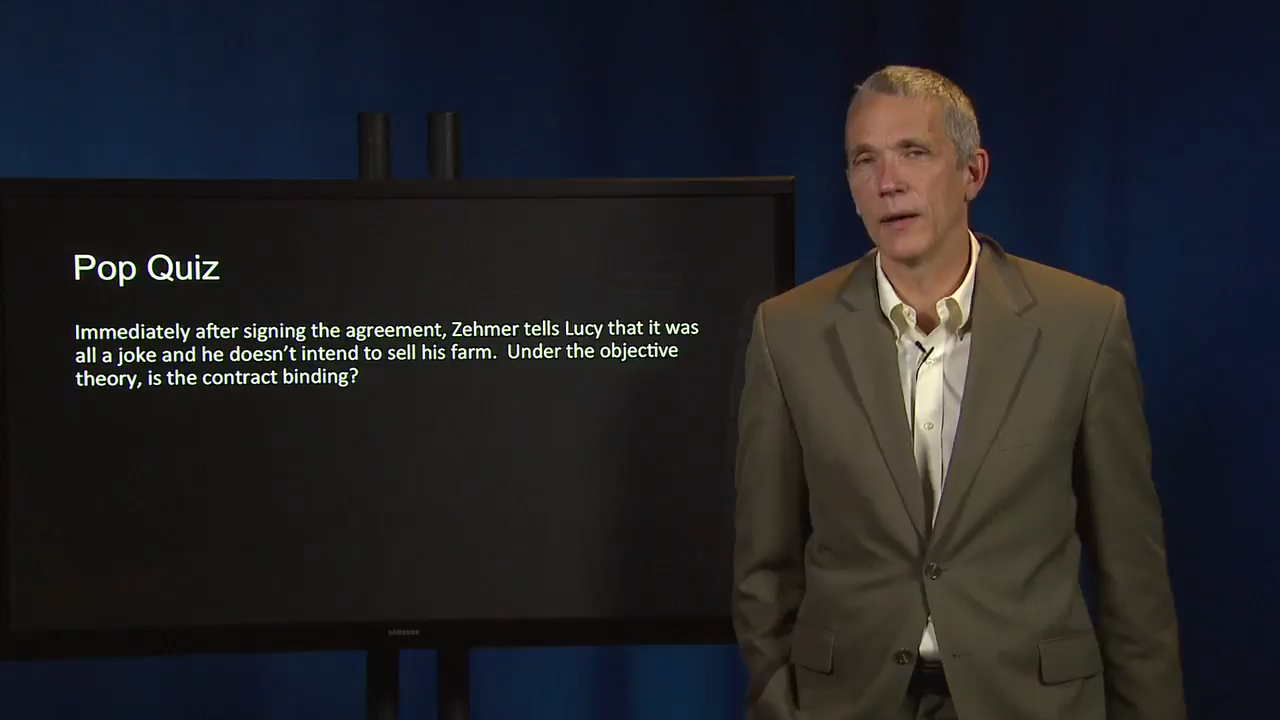 Pop Quiz
Immediately after signing the agreement, Zehmer tells Lucy that it was
all a joke and he doesn't intend to sell his farm.  Under the objective
theory, is the contract binding?
SAMSUNG